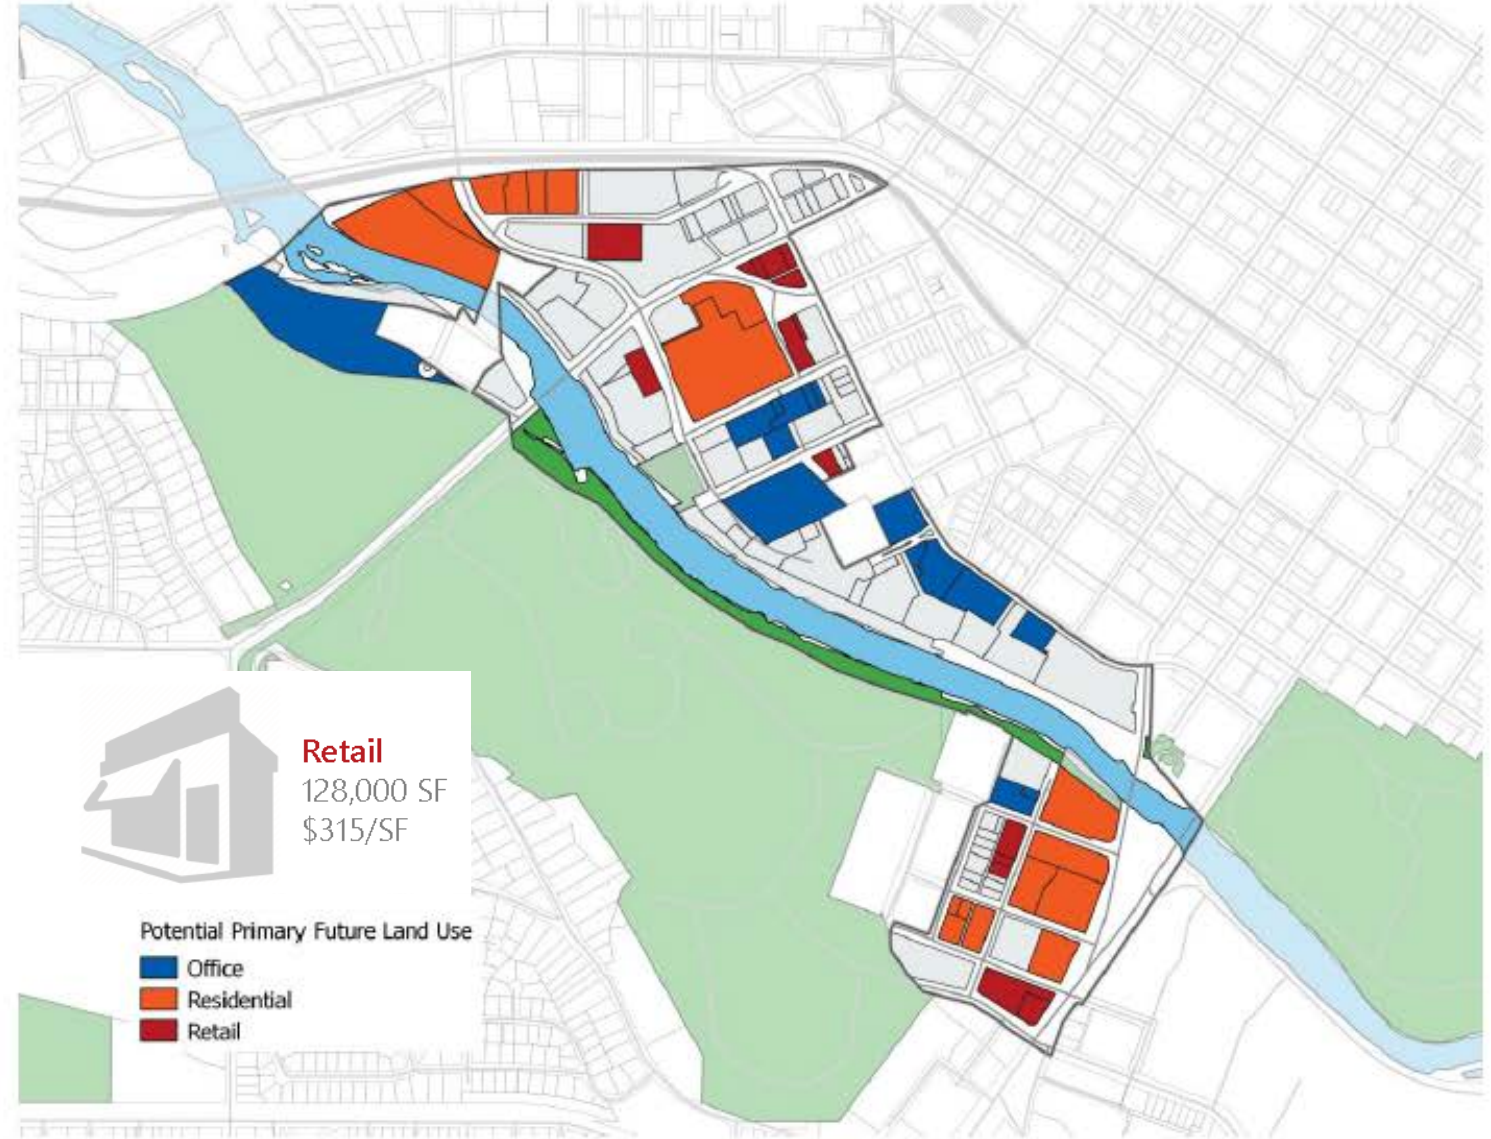 Retail
128,000 SF
$315/SF
Potential Primary Future Land Use
Office
Residential
Retail